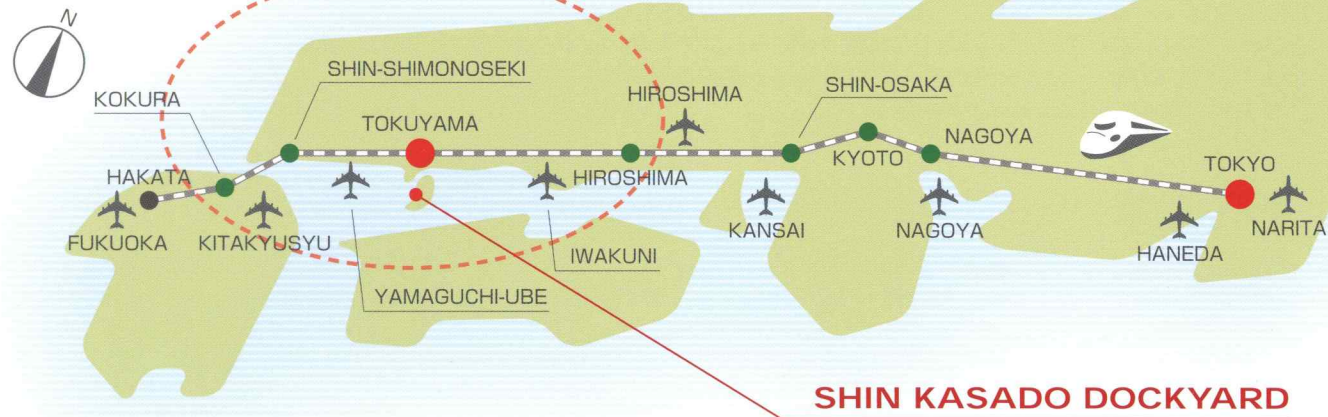 N
SHIN-SHIMONOSEKI
KOKURA
HIROSHIMA
SHIN-OSAKA
TOKUYAMA
NAGOYA
KYOTO
TOKYO
HAKATA
HIROSHIMA
FUKUOKA
KITAKYUSYU
KANSAI
NAGOYA
NARITA
HANEDA
IWAKUNI
YAMAGUCHI-UBE
SHIN KASADO DOCKYARD